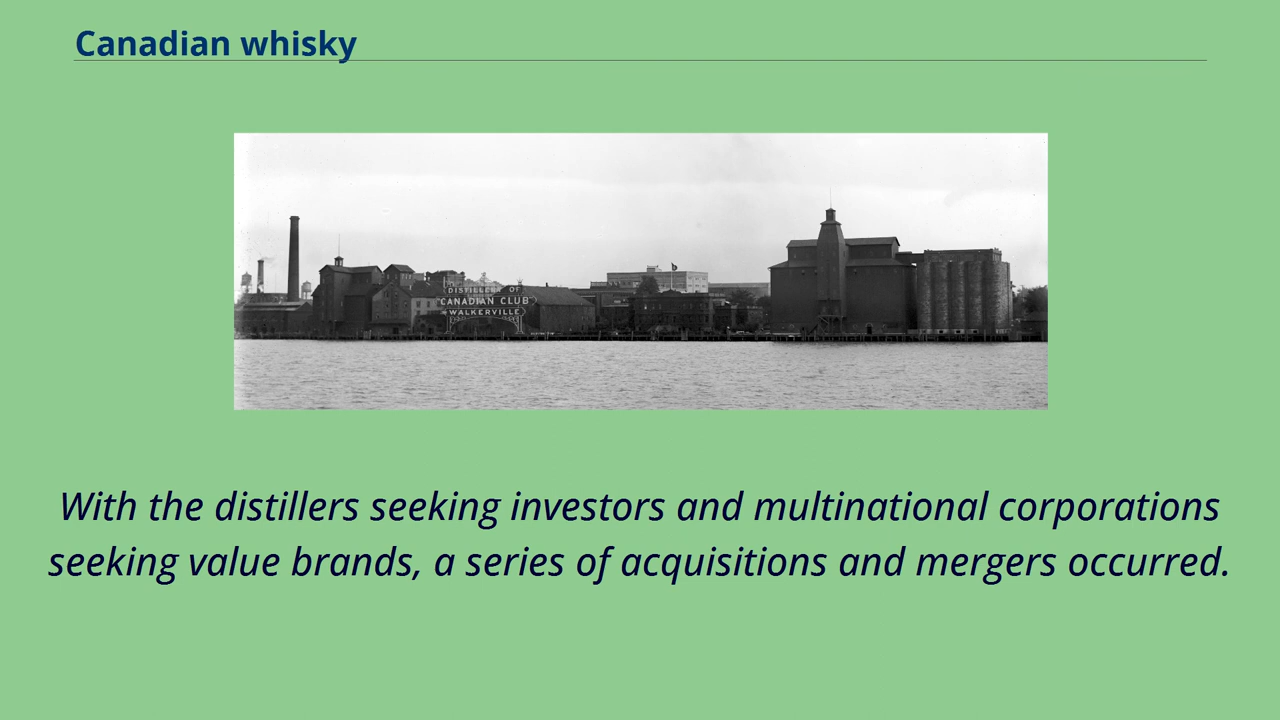 Canadian whisky
DISTILLERY OF
CANADIAN CLUB
WALKERVILLE
With the distillers seeking investors and multinational corporations
seeking value brands, a series of acquisitions and mergers occurred.